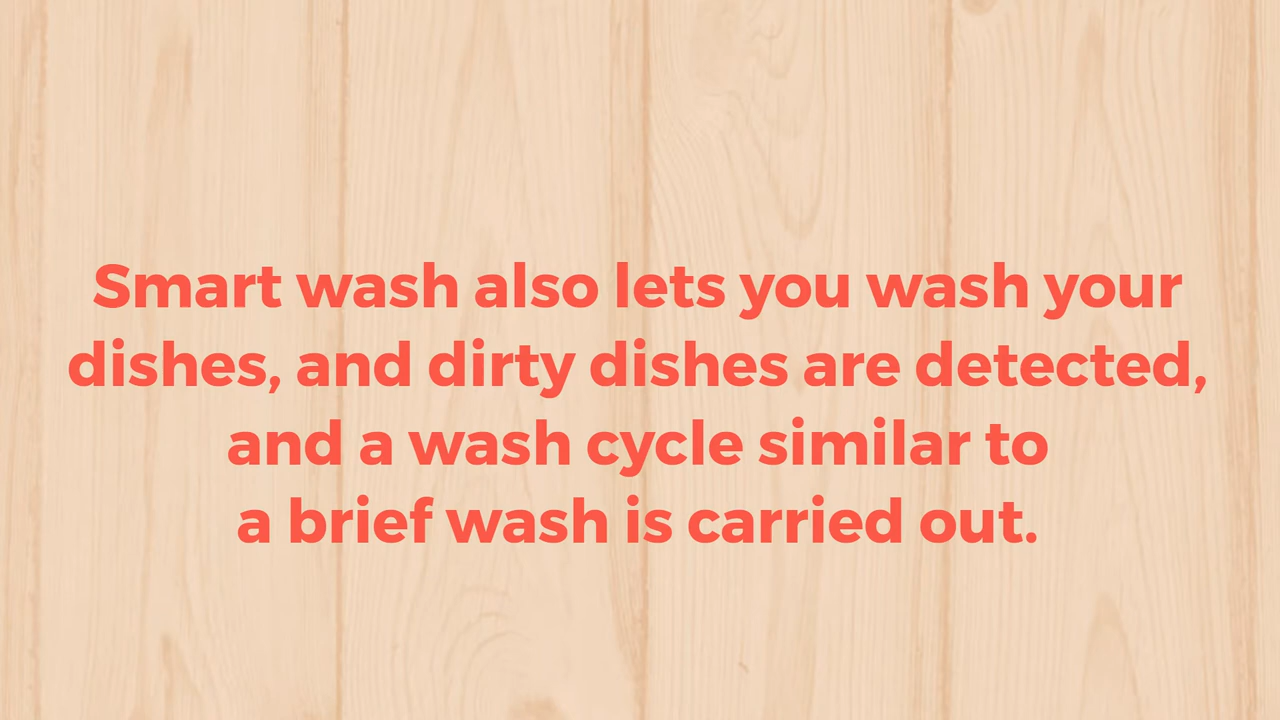 Smart wash also lets you wash your
dishes, and dirty dishes are detected,
and a wash cycle similar to
a brief wash is carried out.